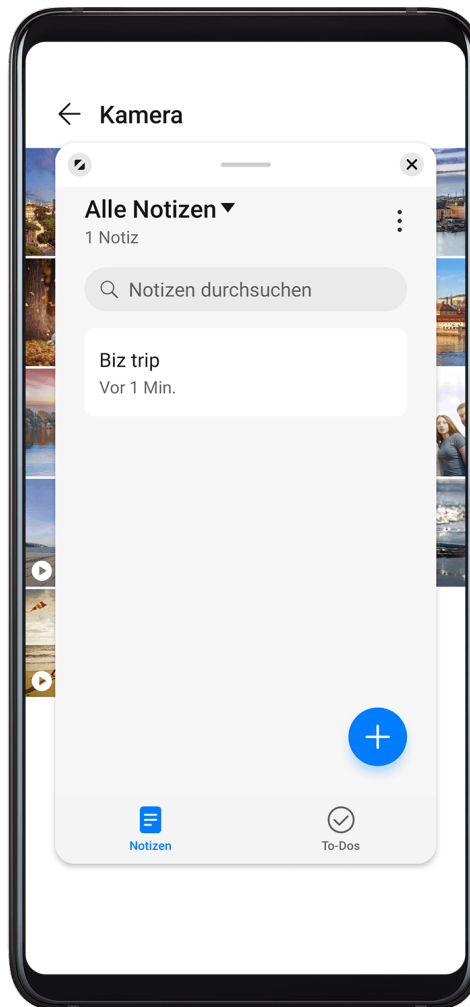 Kamera
Alle Notizen
1 Notiz
Notizen durchsuchen
Biz trip
Vor 1 Min.
Notizen
To-Dos